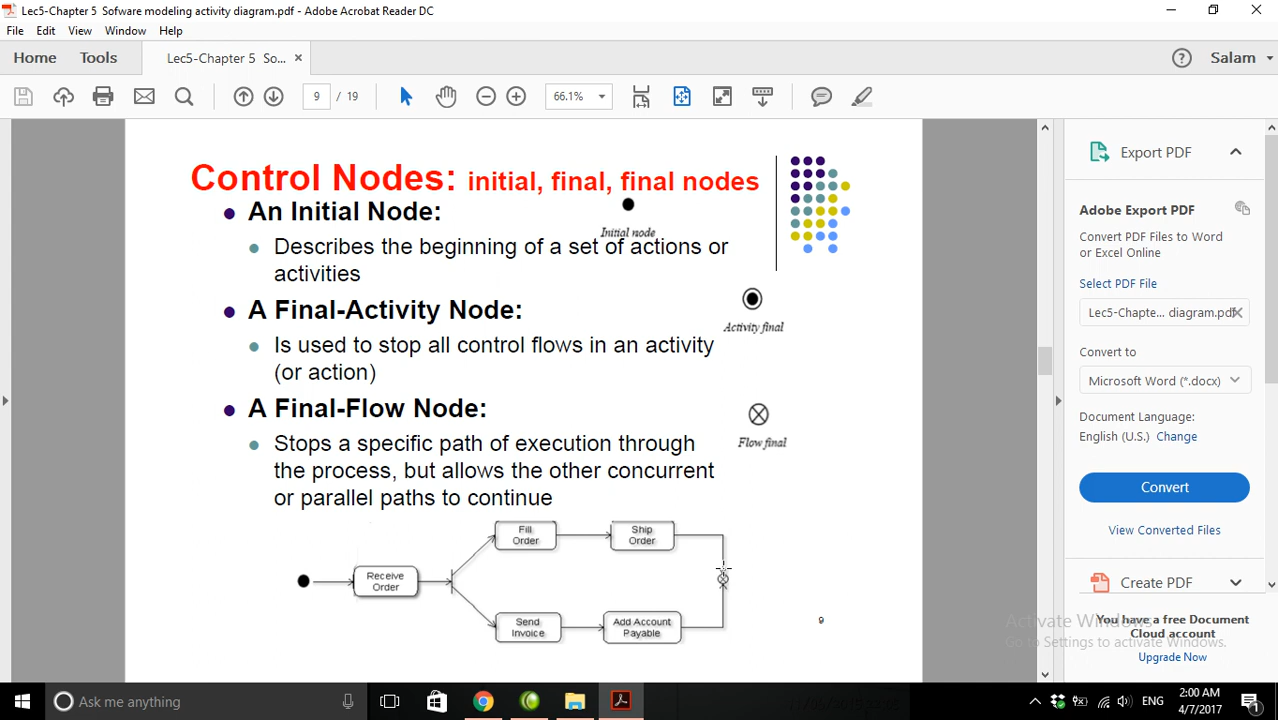 Lec5-Chapter 5 Sofware modeling activity diagram.pdf - Adobe Acrobat Reader DC
File Edit View Window Help
Home Tools Lec5-Chapter 5 So... × Salam
9 / 19 66.1%
Control Nodes: initial, final, final nodes
An Initial Node:
Initial node
Describes the beginning of a set of actions or
activities
A Final-Activity Node:
Activity final
Is used to stop all control flows in an activity
(or action)
A Final-Flow Node:
Flow final
Stops a specific path of execution through
the process, but allows the other concurrent
or parallel paths to continue
Fill
Order
Ship
Order
Receive
Order
Send
Invoice
Add Account
Payable
9
Export PDF
Adobe Export PDF
Convert PDF Files to Word
or Excel Online
Select PDF File
Lec5-Chapte... diagram.pdf
Convert to
Microsoft Word (*.docx)
Document Language:
English (U.S.) Change
Convert
View Converted Files
Create PDF
Activate Windows
Go to Settings to activate Windows.
You have a free Document
Cloud account
Upgrade Now
Ask me anything
ENG
2:00 AM
4/7/2017
1